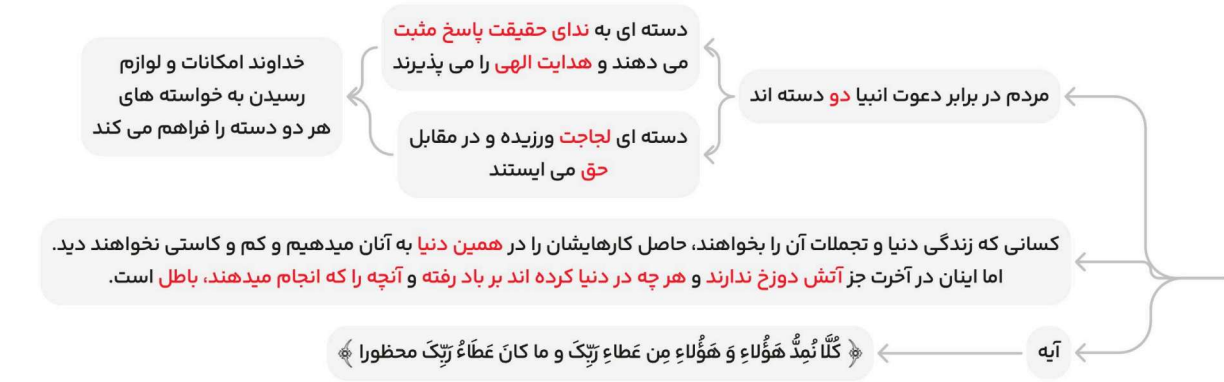 مردم در برابر دعوت انبیا دو دسته اند
دسته ای به ندای حقیقت پاسخ مثبت
می دهند و هدایت الهی را می پذیرند
دسته ای لجاجت ورزیده و در مقابل
حق می ایستند
خداوند امکانات و لوازم
رسیدن به خواسته های
هر دو دسته را فراهم می کند
کسانی که زندگی دنیا و تجملات آن را بخواهند، حاصل کارهایشان را در همین دنیا به آنان میدهیم و کم و کاستی نخواهند دید.
اما اینان در آخرت جز آتش دوزخ ندارند و هر چه در دنیا کرده اند بر باد رفته و آنچه را که انجام میدهند، باطل است.
آیه
﴿ کُلًّا نُمِدُّ هَؤُلاءِ وَ هَؤُلاءِ مِن عَطاءِ رَبِّکَ و ما کانَ عَطَاءُ رَبِّکَ محظورا ﴾